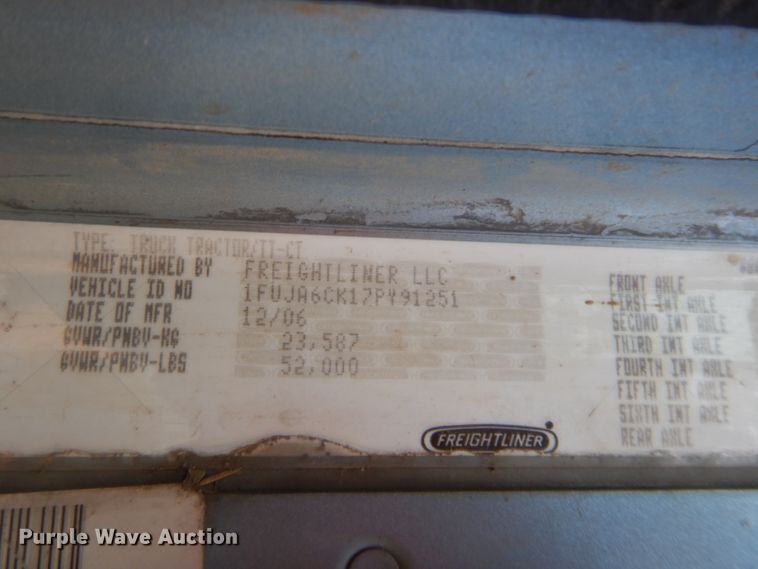 TYPE: TRUCK TRACTOR/TT-CT
MANUFACTURED BY FREIGHTLINER LLC
VEHICLE ID NO 1FUJA6CK17PY91251
DATE OF MFR 12/06
GVWR/PNBV-KG 23,587
GVWR/PNBV-LBS 52,000
FRONT AXLE
FIRST INT AXLE
SECOND INT AXLE
THIRD INT AXLE
FOURTH INT AXLE
FIFTH INT AXLE
SIXTH INT AXLE
REAR AXLE
FREIGHTLINER
Purple Wave Auction